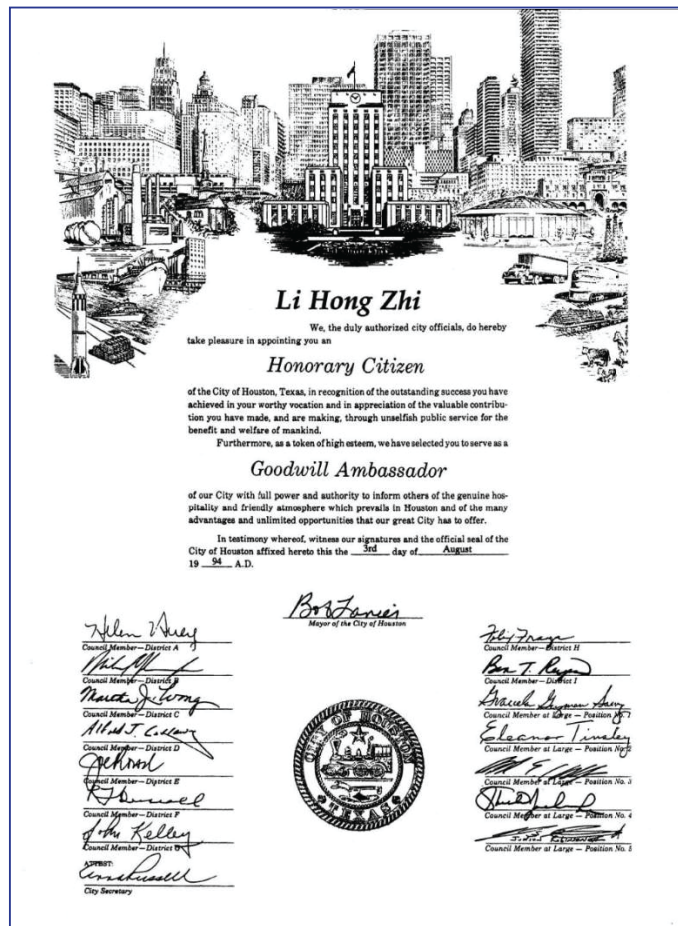 Li Hong Zhi
We, the duly authorized city officials, do hereby
take pleasure in appointing you an
Honorary Citizen
of the City of Houston, Texas, in recognition of the outstanding success you have
achieved in your worthy vocation and in appreciation of the valuable contribu-
tion you have made, and are making, through unselfish public service for the
benefit and welfare of mankind.
Furthermore, as a token of high esteem, we have selected you to serve as a
Goodwill Ambassador
of our City with full power and authority to inform others of the genuine hos-
pitality and friendly atmosphere which prevails in Houston and of the many
advantages and unlimited opportunities that our great City has to offer.
In testimony whereof, witness our signatures and the official seal of the
City of Houston affixed hereto this the 3rd day of August
19 94 A.D.
Bob Lanier
Mayor of the City of Houston
Helen Huey
Council Member—District A
Council Member—District B
Martha J. Wong
Council Member—District C
Council Member—District D
Council Member—District E
Council Member—District F
John Kelley
Council Member—District G
ATTEST:
Anna Russell
City Secretary
CITY OF HOUSTON
TEXAS
Council Member—District H
Ben T. Reyes
Council Member—District I
Council Member at Large — Position No. 1
Eleanor Tinsley
Council Member at Large — Position No. 2
Council Member at Large — Position No. 3
Council Member at Large — Position No. 4
Council Member at Large — Position No. 5